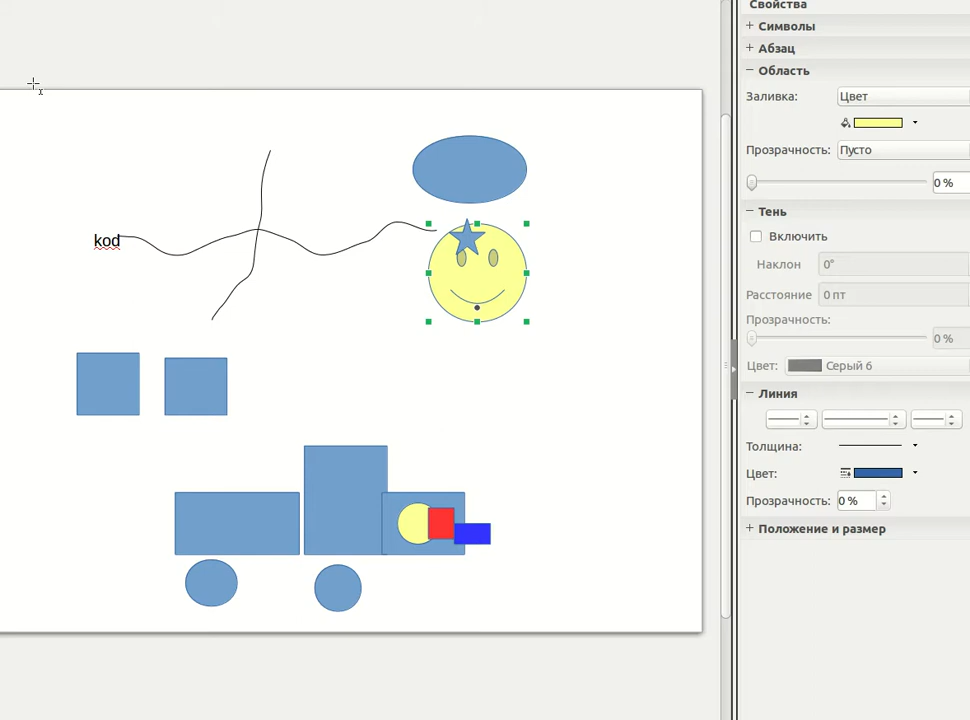 kod
Свойства
Символы
Абзац
Область
Заливка: Цвет
Прозрачность: Пусто
0 %
Тень
Включить
Наклон 0°
Расстояние 0 пт
Прозрачность:
0 %
Цвет: Серый 6
Линия
Толщина:
Цвет:
Прозрачность: 0 %
Положение и размер